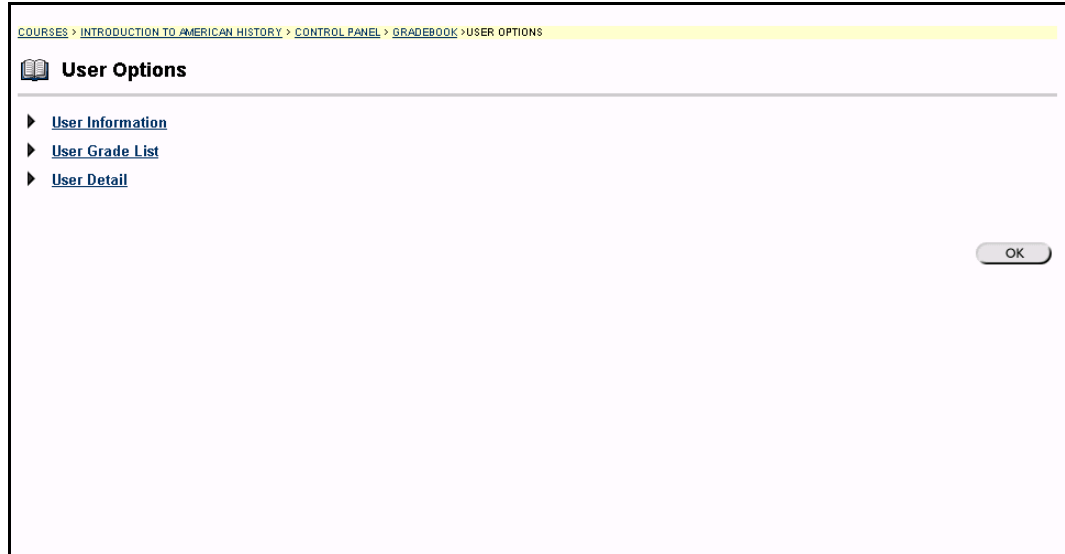 COURSES > INTRODUCTION TO AMERICAN HISTORY > CONTROL PANEL > GRADEBOOK >USER OPTIONS
User Options
User Information
User Grade List
User Detail
OK